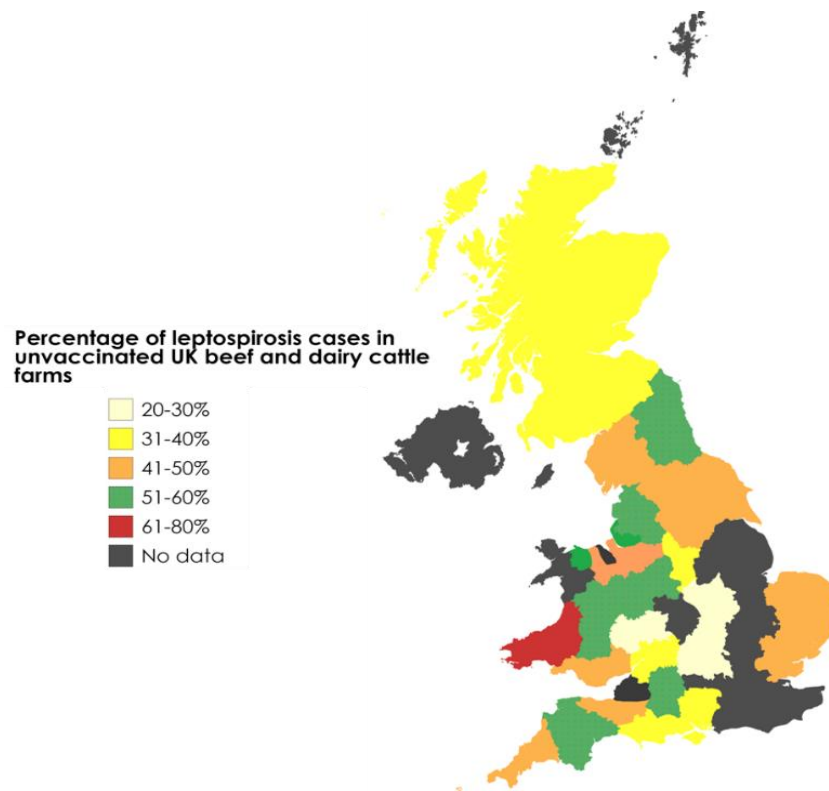 Percentage of leptospirosis cases in
unvaccinated UK beef and dairy cattle
farms
20-30%
31-40%
41-50%
51-60%
61-80%
No data